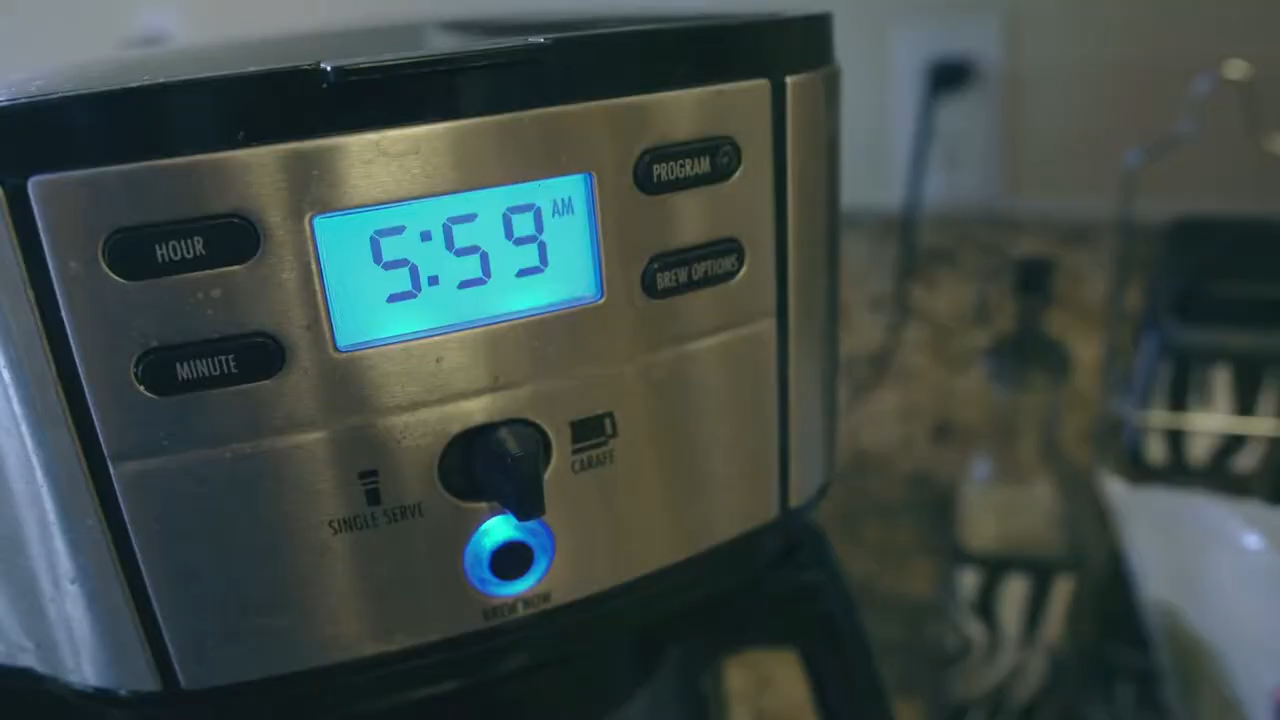 HOUR
5:59 AM
PROGRAM
MINUTE
BREW OPTIONS
SINGLE SERVE
CARAFE
BREW NOW